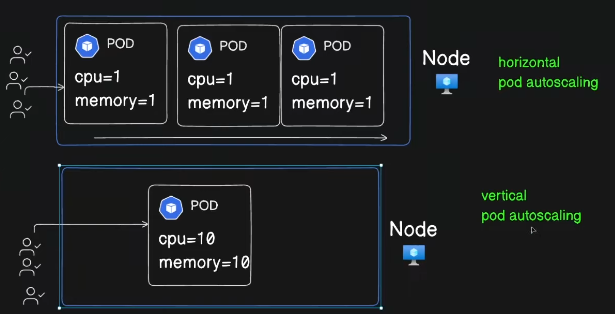 POD
cpu=1
memory=1
POD
cpu=1
memory=1
POD
cpu=1
memory=1
Node
horizontal
pod autoscaling
POD
cpu=10
memory=10
Node
vertical
pod autoscaling